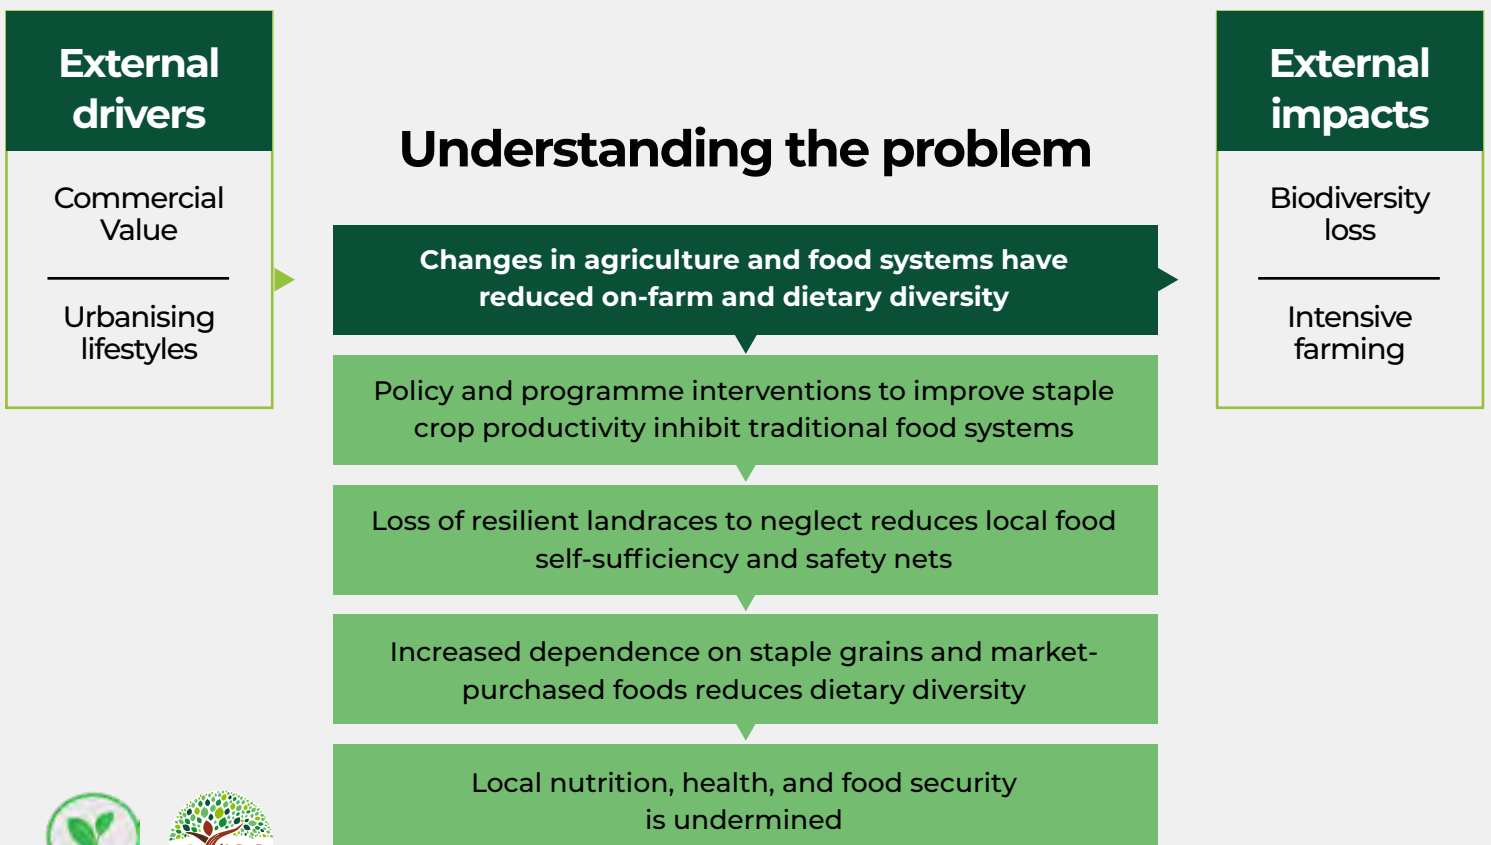 External
drivers
Commercial
Value
Urbanising
lifestyles
Understanding the problem
Changes in agriculture and food systems have
reduced on-farm and dietary diversity
Policy and programme interventions to improve staple
crop productivity inhibit traditional food systems
Loss of resilient landraces to neglect reduces local food
self-sufficiency and safety nets
Increased dependence on staple grains and market-
purchased foods reduces dietary diversity
Local nutrition, health, and food security
is undermined
External
impacts
Biodiversity
loss
Intensive
farming